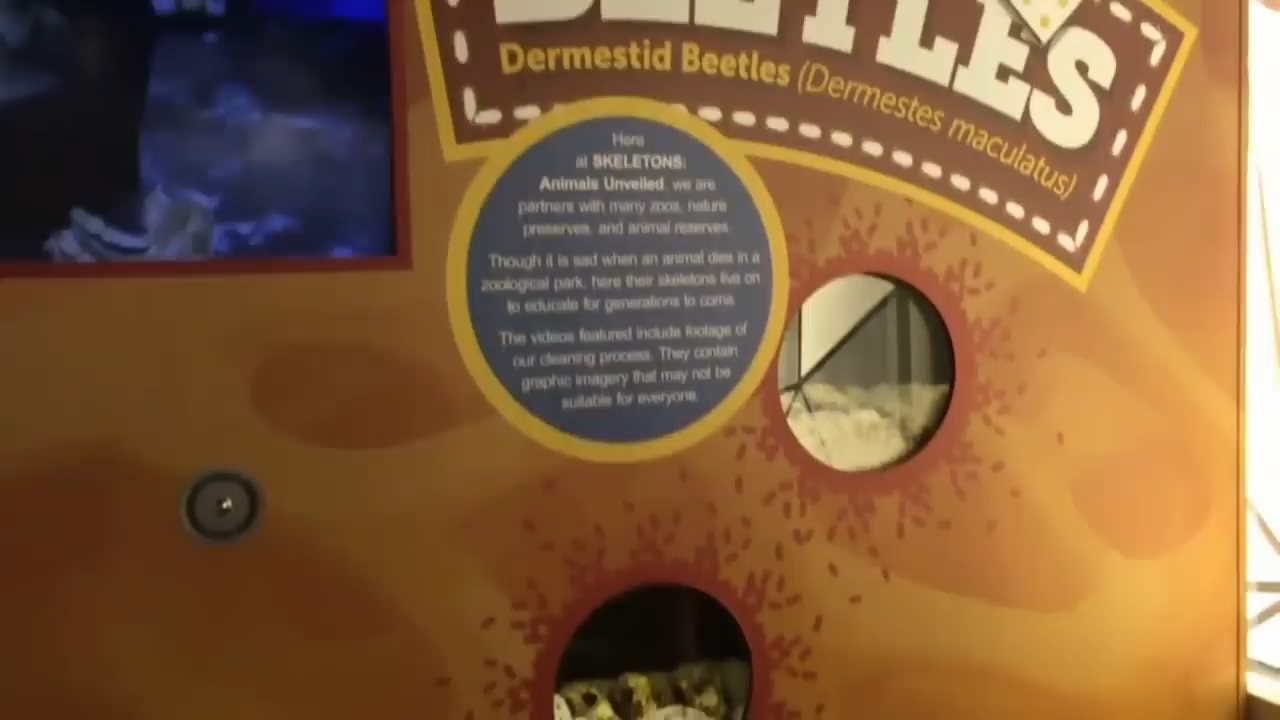 BEETLES
Dermestid Beetles (Dermestes maculatus)
Here
at SKELETONS:
Animals Unveiled, we are
partners with many zoos, nature
preserves, and animal reserves.
Though it is sad when an animal dies in a
zoological park, here their skeletons live on
to educate for generations to come.
The videos featured include footage of
our cleaning process. They contain
graphic imagery that may not be
suitable for everyone.